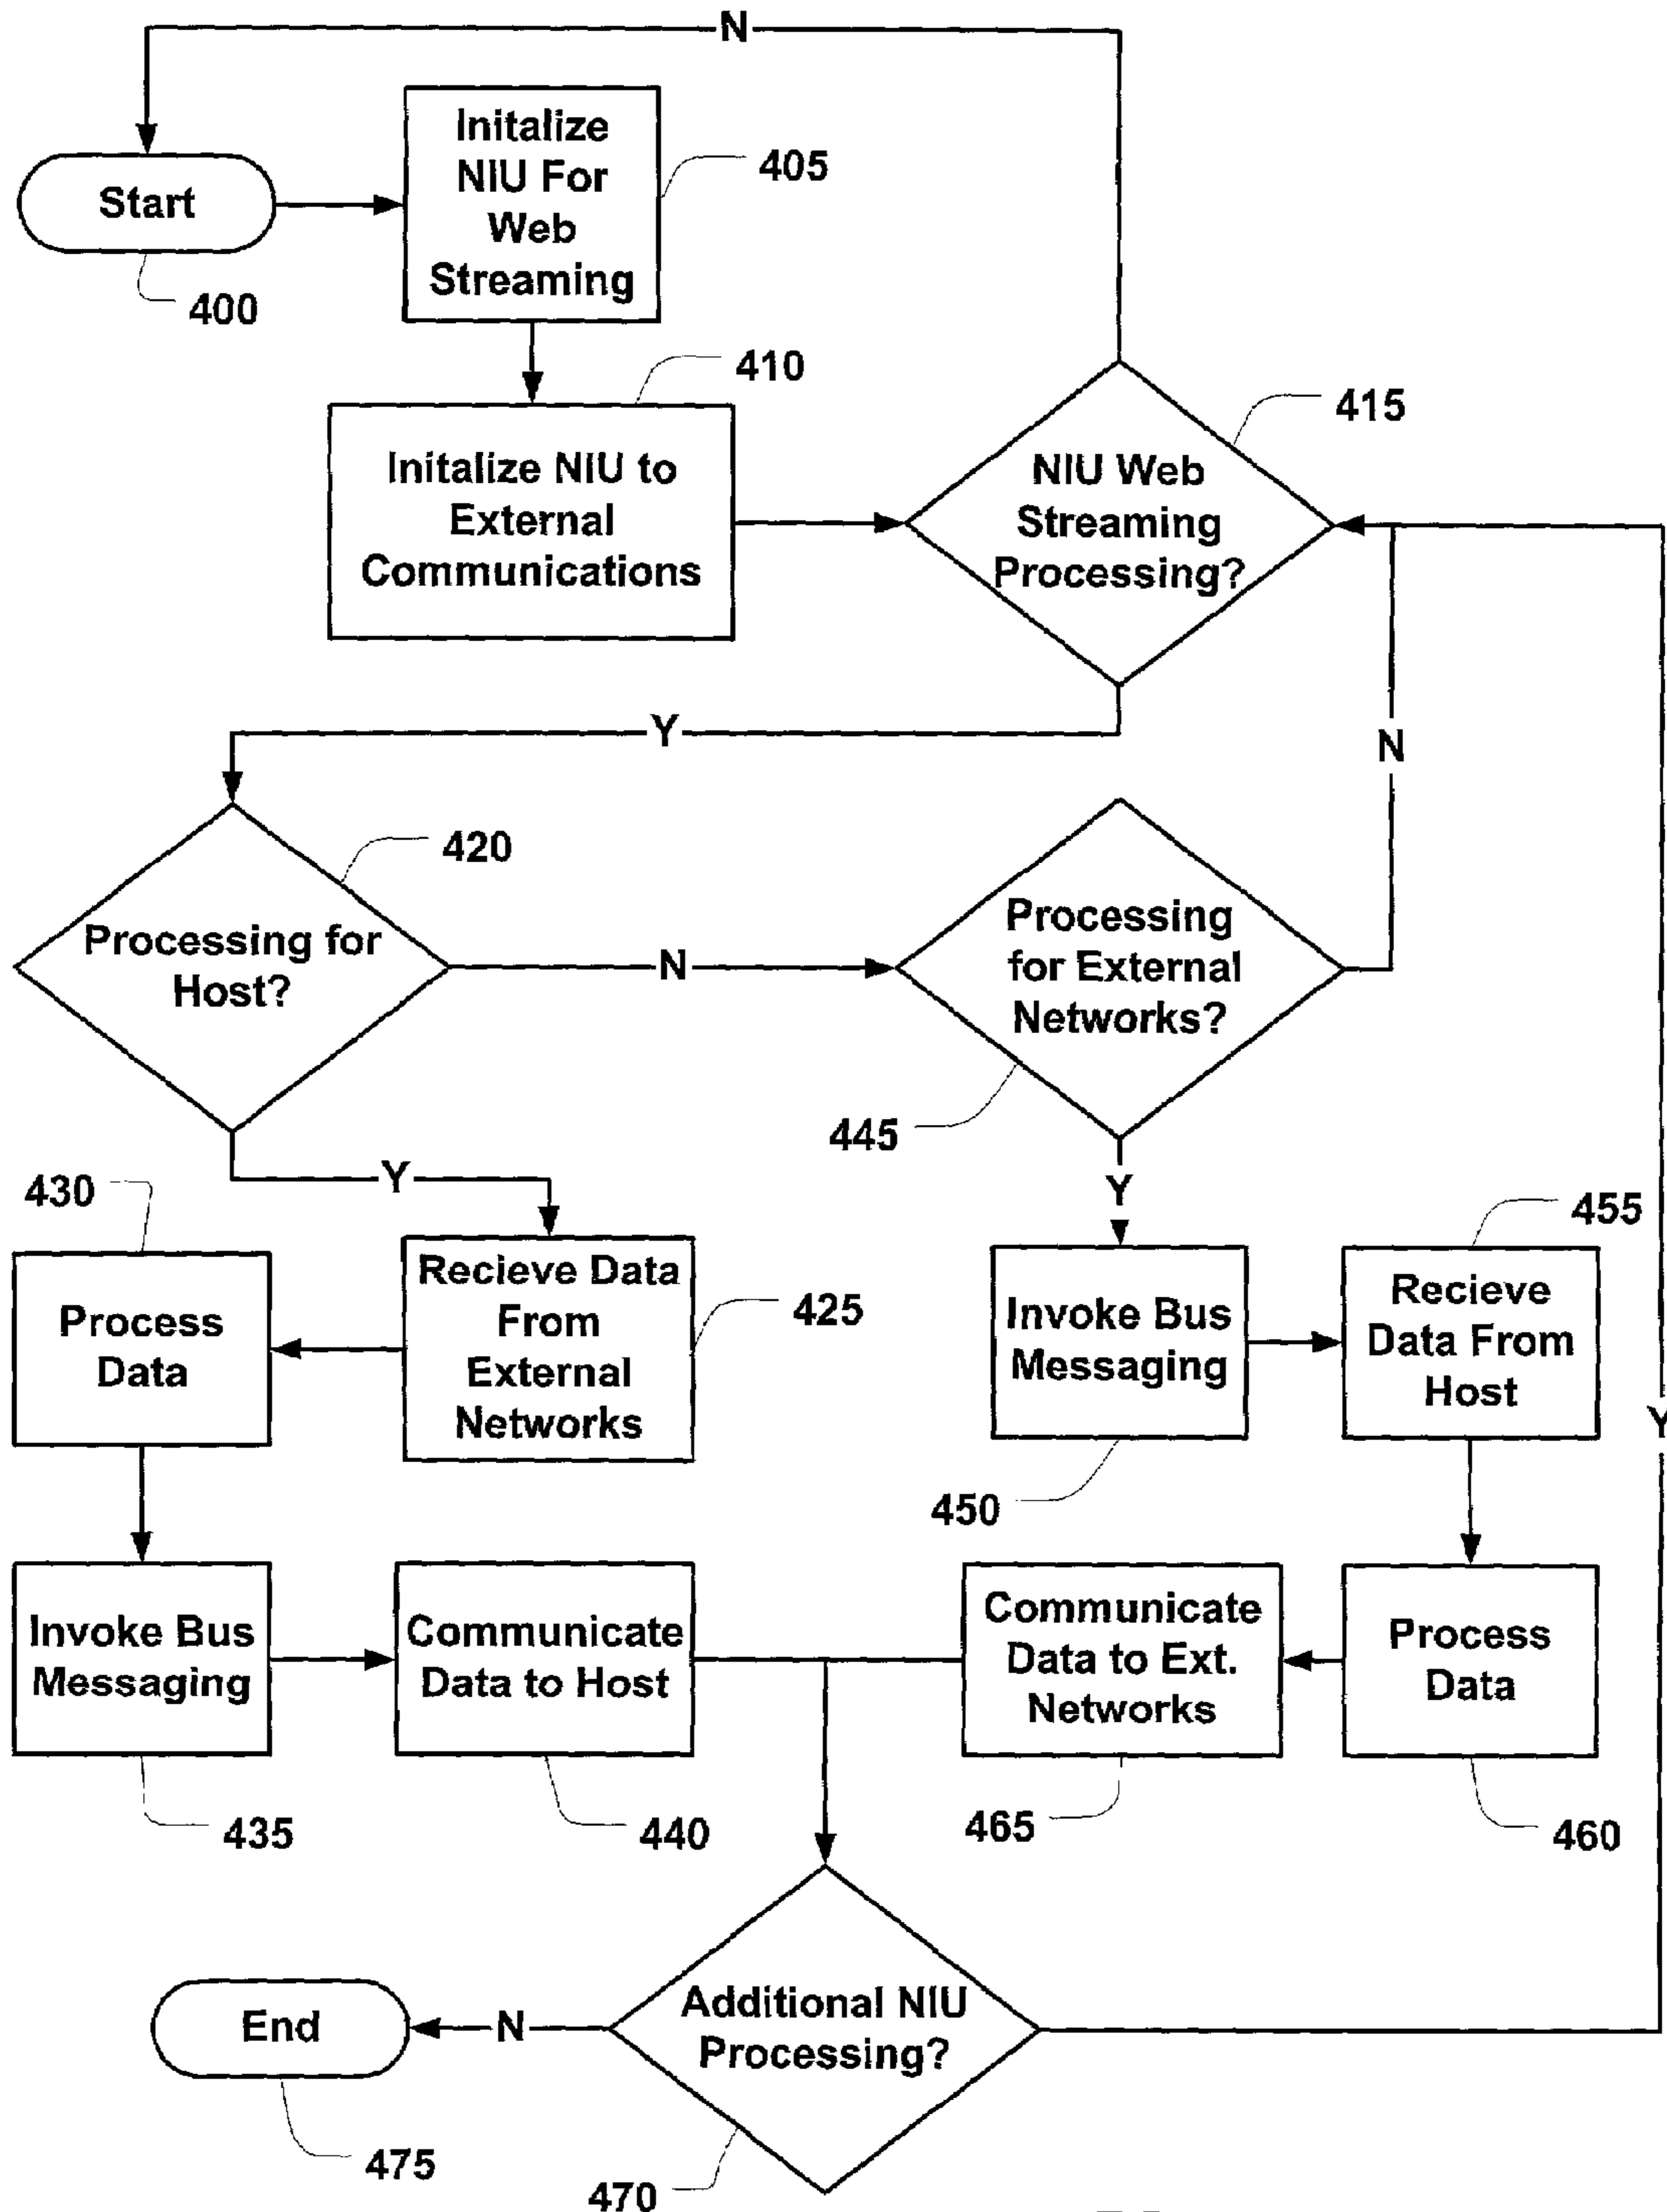 N
Initalize
NIU For
Web
Streaming
405
Start
400
410
Initalize NIU to
External
Communications
415
NIU Web
Streaming
Processing?
Y
N
420
Processing for
Host?
N
Processing
for External
Networks?
445
Y
Y
430
Process
Data
Recieve Data
From
External
Networks
425
Invoke Bus
Messaging
450
455
Recieve
Data From
Host
Y
Invoke Bus
Messaging
435
Communicate
Data to Host
440
Communicate
Data to Ext.
Networks
465
Process
Data
460
End
475
N
Additional NIU
Processing?
470